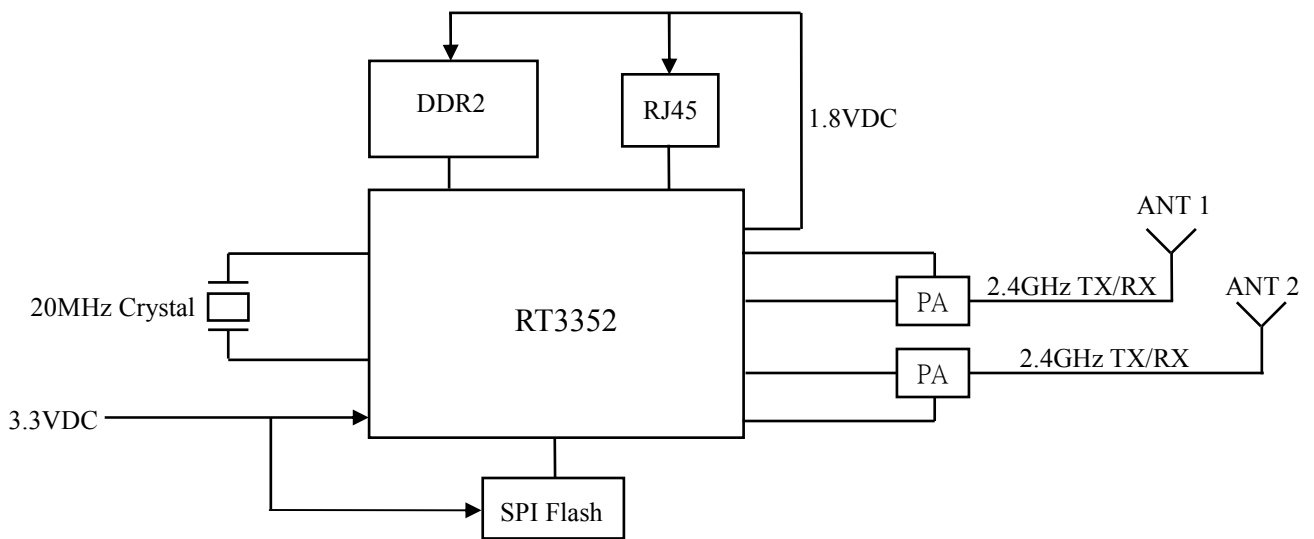 DDR2
RJ45
1.8VDC
ANT 1
20MHz Crystal
RT3352
PA
2.4GHz TX/RX
ANT 2
PA
2.4GHz TX/RX
3.3VDC
SPI Flash